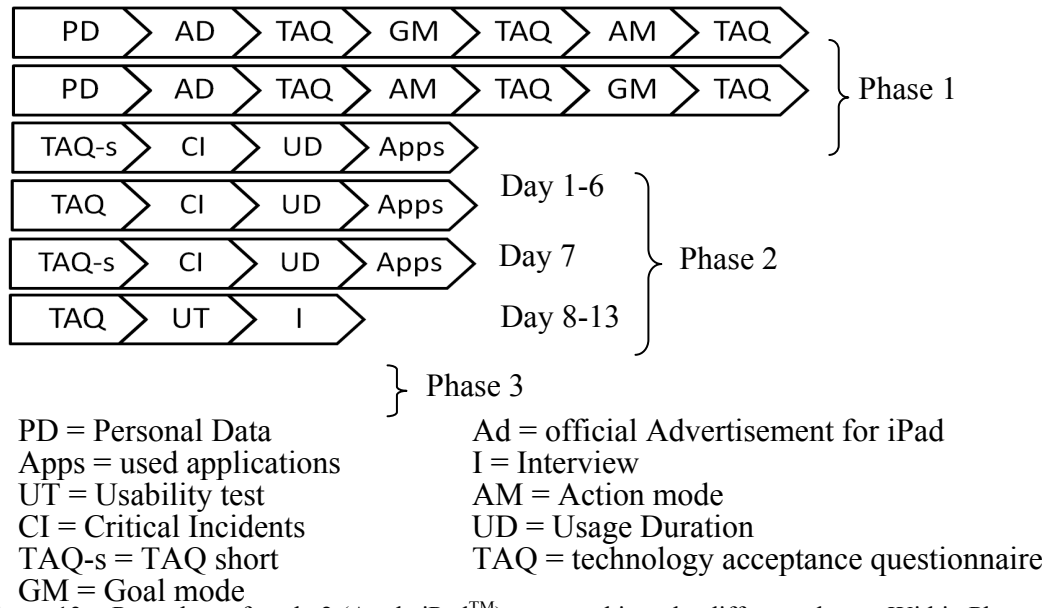 PD AD TAQ GM TAQ AM TAQ
PD AD TAQ AM TAQ GM TAQ
Phase 1
TAQ-s CI UD Apps
Day 1-6
TAQ CI UD Apps
TAQ-s CI UD Apps
Day 7
Phase 2
TAQ UT I
Day 8-13
Phase 3
PD = Personal Data Ad = official Advertisement for iPad
Apps = used applications I = Interview
UT = Usability test AM = Action mode
CI = Critical Incidents UD = Usage Duration
TAQ-s = TAQ short TAQ = technology acceptance questionnaire
GM = Goal mode